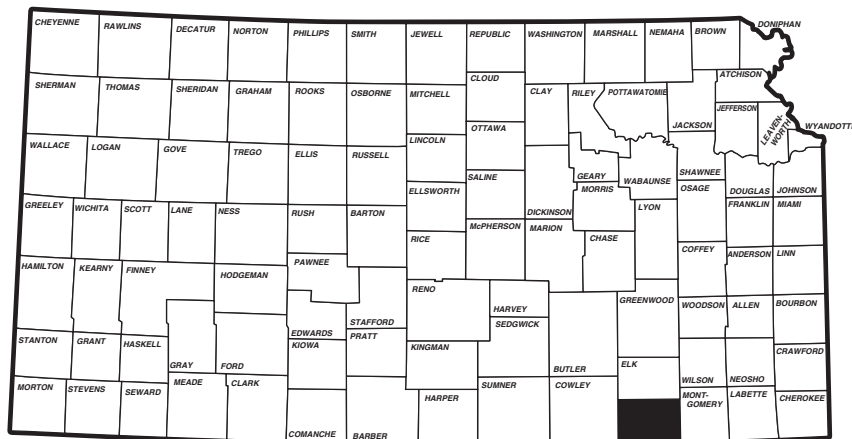 CHEYENNE
RAWLINS
DECATUR
NORTON
PHILLIPS
SMITH
JEWELL
REPUBLIC
WASHINGTON
MARSHALL
NEMAHA
BROWN
DONIPHAN
SHERMAN
THOMAS
SHERIDAN
GRAHAM
ROOKS
OSBORNE
MITCHELL
CLOUD
CLAY
RILEY
POTTAWATOMIE
JACKSON
ATCHISON
JEFFERSON
LEAVEN-
WORTH
WYANDOTT
WALLACE
LOGAN
GOVE
TREGO
ELLIS
RUSSELL
LINCOLN
OTTAWA
ELLSWORTH
SALINE
DICKINSON
GEARY
MORRIS
WABAUNSE
SHAWNEE
OSAGE
DOUGLAS
JOHNSON
GREELEY
WICHITA
SCOTT
LANE
NESS
RUSH
BARTON
RICE
McPHERSON
MARION
CHASE
LYON
COFFEY
FRANKLIN
MIAMI
ANDERSON
LINN
HAMILTON
KEARNY
FINNEY
HODGEMAN
PAWNEE
STAFFORD
RENO
HARVEY
SEDGWICK
GREENWOOD
WOODSON
ALLEN
BOURBON
STANTON
GRANT
HASKELL
GRAY
FORD
EDWARDS
KIOWA
PRATT
KINGMAN
BUTLER
ELK
WILSON
NEOSHO
CRAWFORD
MORTON
STEVENS
SEWARD
MEADE
CLARK
COMANCHE
BARBER
HARPER
SUMNER
COWLEY
MONT-
GOMERY
LABETTE
CHEROKEE